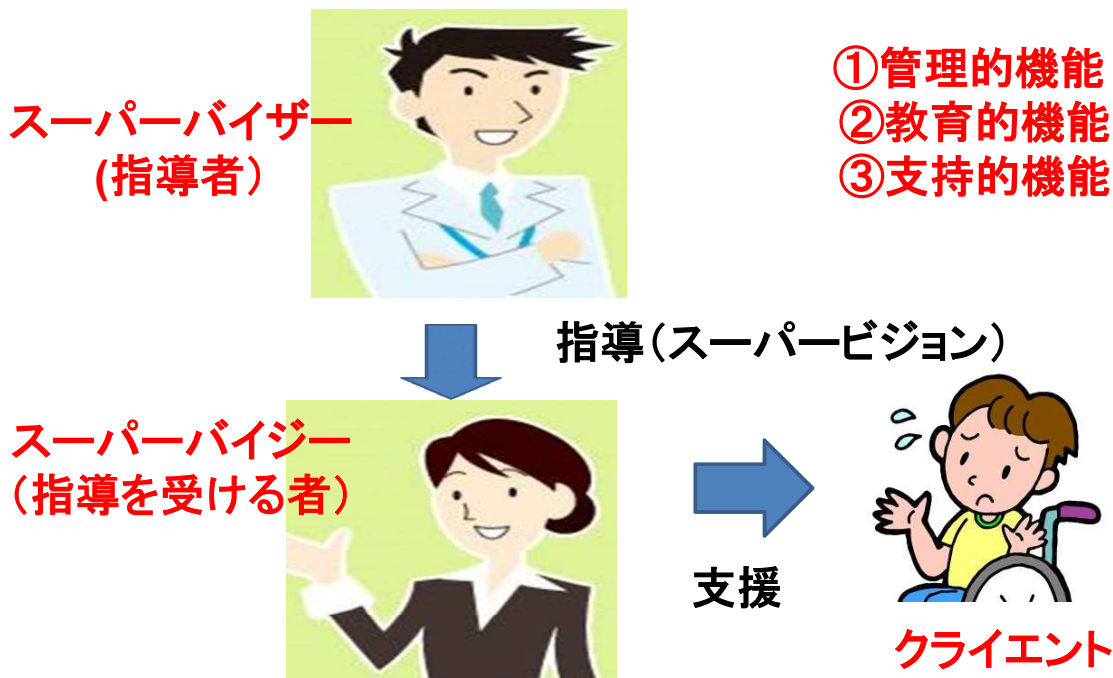 スーパーバイザー
(指導者）
①管理的機能
②教育的機能
③支持的機能
指導（スーパービジョン）
スーパーバイジー
（指導を受ける者）
支援
クライエント